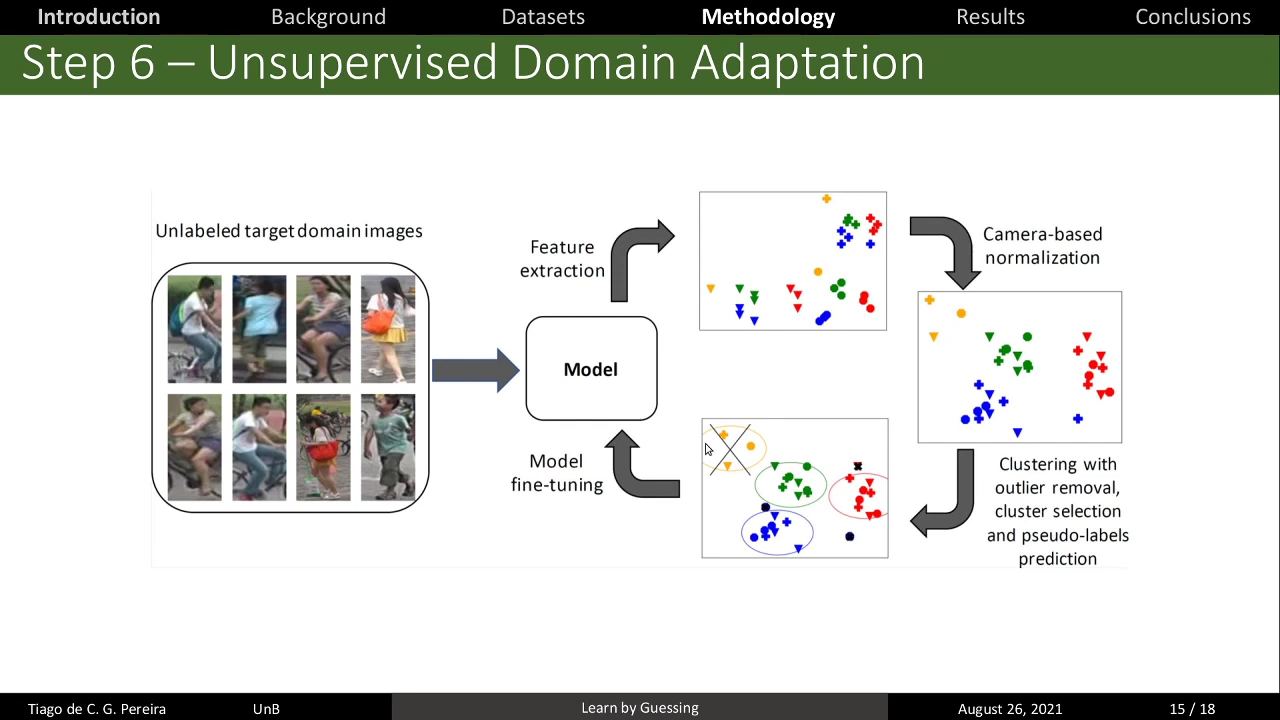 Introduction Background Datasets Methodology Results Conclusions
Step 6 – Unsupervised Domain Adaptation
Unlabeled target domain images
Feature
extraction
Camera-based
normalization
Model
Model
fine-tuning
Clustering with
outlier removal,
cluster selection
and pseudo-labels
prediction
Tiago de C. G. Pereira UnB Learn by Guessing August 26, 2021 15 / 18